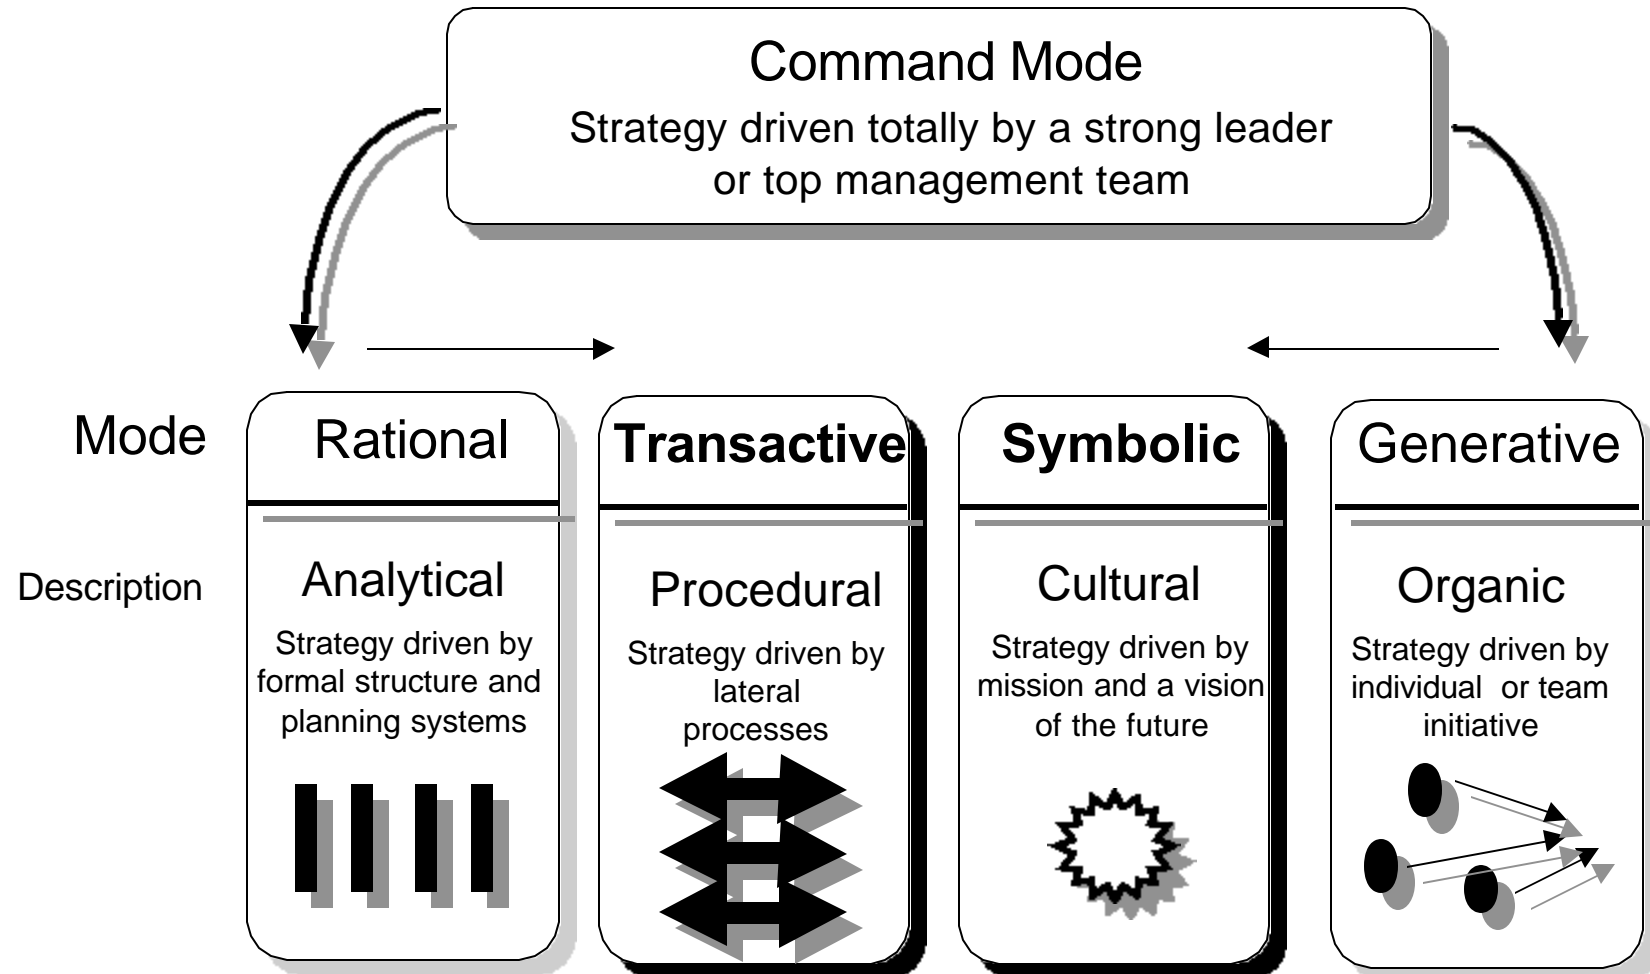 Command Mode
Strategy driven totally by a strong leader
or top management team
Mode
Rational
Transactive
Symbolic
Generative
Description
Analytical
Strategy driven by
formal structure and
planning systems
Procedural
Strategy driven by
lateral
processes
Cultural
Strategy driven by
mission and a vision
of the future
Organic
Strategy driven by
individual or team
initiative